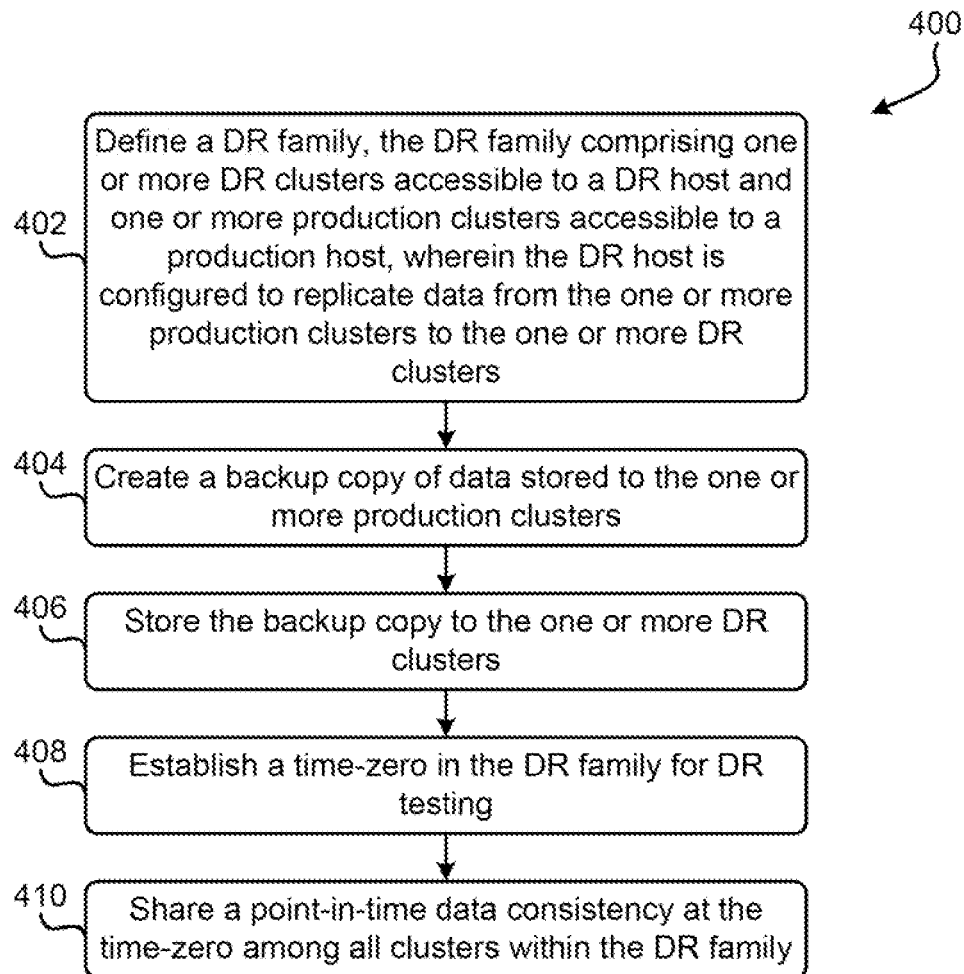 400
402
Define a DR family, the DR family comprising one
or more DR clusters accessible to a DR host and
one or more production clusters accessible to a
production host, wherein the DR host is
configured to replicate data from the one or more
production clusters to the one or more DR
clusters
404
Create a backup copy of data stored to the one or
more production clusters
406
Store the backup copy to the one or more DR
clusters
408
Establish a time-zero in the DR family for DR
testing
410
Share a point-in-time data consistency at the
time-zero among all clusters within the DR family